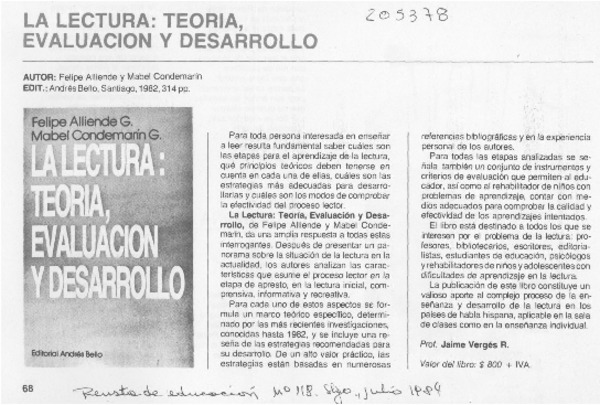 205378
LA LECTURA: TEORIA,
EVALUACION Y DESARROLLO
AUTOR: Felipe Alliende y Mabel Condemarín
EDIT.: Andrés Bello, Santiago, 1982, 314 pp.
Felipe Alliende G.
Mabel Condemarín G.
LA LECTURA:
TEORIA,
EVALUACION
Y DESARROLLO
Editorial Andrés Bello
Para toda persona interesada en enseñar
a leer resulta fundamental saber cuáles son
las etapas para el aprendizaje de la lectura,
qué principios teóricos deben tenerse en
cuenta en cada una de ellas, cuáles son las
estrategias más adecuadas para desarro-
llarlas y cuáles son los modos de comprobar
la efectividad del proceso lector.
La Lectura: Teoría, Evaluación y Desa-
rrollo, de Felipe Alliende y Mabel Conde-
marín, da una amplia respuesta a todas estas
interrogantes. Después de presentar un pa-
norama sobre la situación de la lectura en la
actualidad, los autores analizan las carac-
terísticas que asume el proceso lector en la
etapa de apresto, en la lectura inicial, com-
prensiva, informativa y recreativa.
Para cada uno de estos aspectos se for-
mula un marco teórico específico, determi-
nado por las más recientes investigaciones,
conocidas hasta 1982, y se incluye una re-
seña de las estrategias recomendadas para
su desarrollo. De un alto valor práctico, las
estrategias están basadas en numerosas
referencias bibliográficas y en la experiencia
personal de los autores.
Para todas las etapas analizadas se se-
ñala también un conjunto de instrumentos y
criterios de evaluación que permiten al edu-
cador, así como al rehabilitador de niños con
problemas de aprendizaje, contar con me-
dios adecuados para comprobar la calidad y
efectividad de los aprendizajes intentados.
El libro está destinado a todos los que se
interesan por el problema de la lectura: pro-
fesores, bibliotecarios, escritores, editoria-
listas, estudiantes de educación, psicólogos
y rehabilitadores de niños y adolescentes con
dificultades de aprendizaje en la lectura.
La publicación de este libro constituye un
valioso aporte al complejo proceso de la en-
señanza y desarrollo de la lectura en los
países de habla hispana, aplicable en la sala
de clases como en la enseñanza individual.
Prof. Jaime Vergés R.
Valor del libro: $ 800 + IVA.
68
Revista de educación nº 118. Stgo, julio 1984